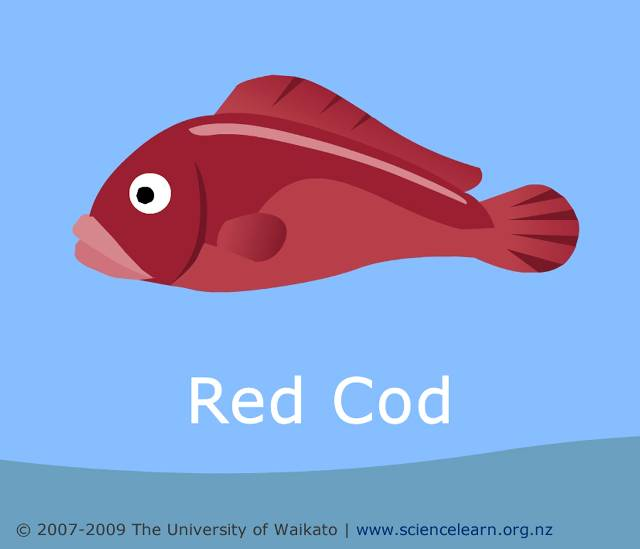 Red Cod
© 2007-2009 The University of Waikato | www.sciencelearn.org.nz